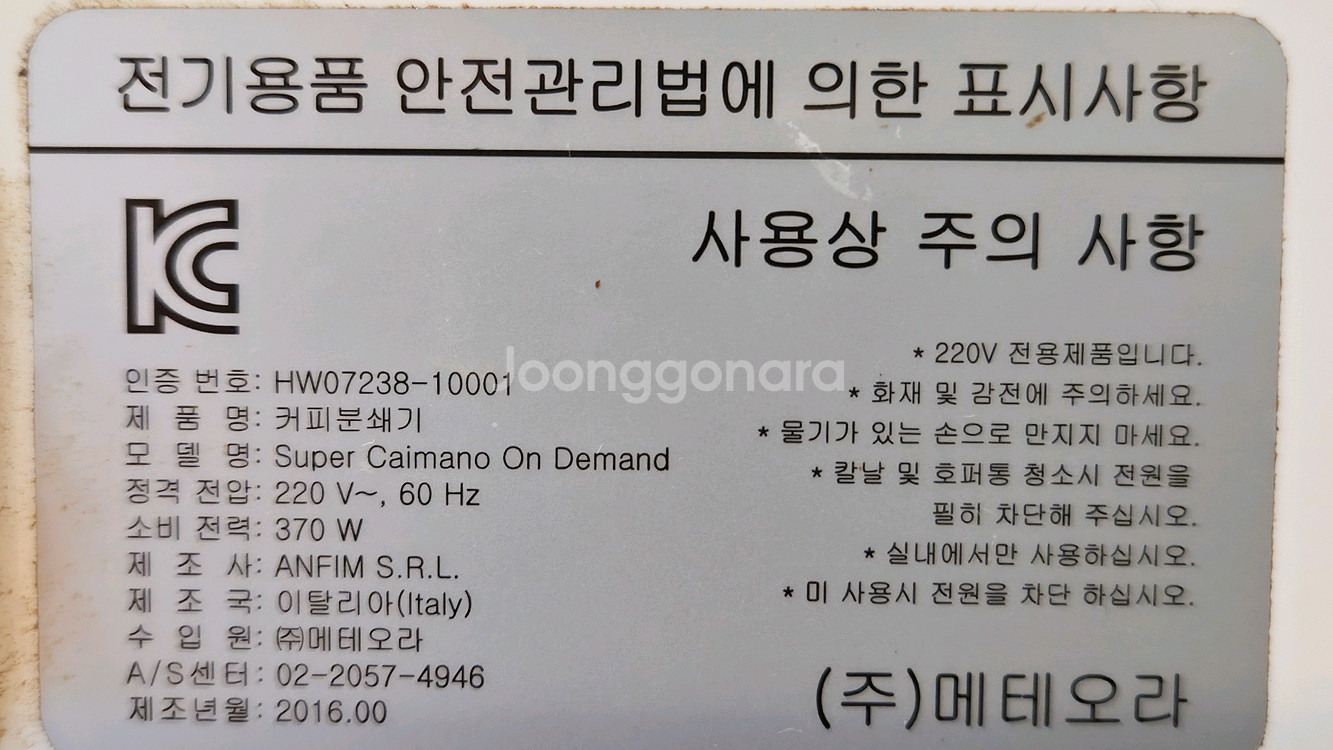 전기용품 안전관리법에 의한 표시사항
KC
사용상 주의 사항
인증 번호: HW07238-10001
제 품 명: 커피분쇄기
모 델 명: Super Caimano On Demand
정격 전압: 220 V~, 60 Hz
소비 전력: 370 W
제 조 사: ANFIM S.R.L.
제 조 국: 이탈리아(Italy)
수 입 원: ㈜메테오라
A/S센터: 02-2057-4946
제조년월: 2016.00
* 220V 전용제품입니다.
* 화재 및 감전에 주의하세요.
* 물기가 있는 손으로 만지지 마세요.
* 칼날 및 호퍼통 청소시 전원을
필히 차단해 주십시오.
* 실내에서만 사용하십시오.
* 미 사용시 전원을 차단 하십시오.
(주)메테오라
joonggonara